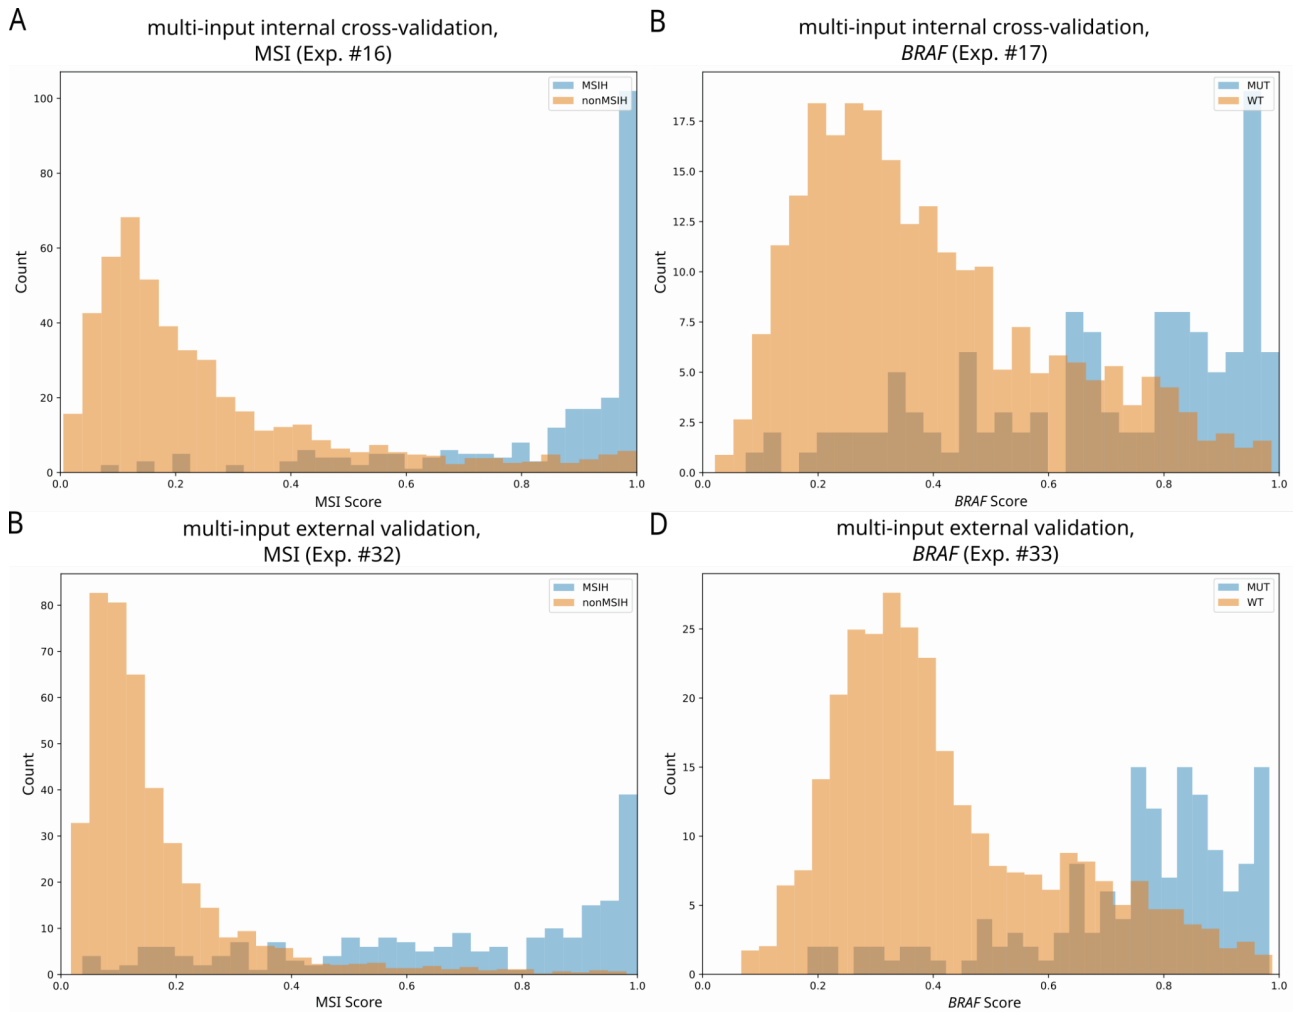 A
multi-input internal cross-validation,
MSI (Exp. #16)
MSIH
nonMSIH
100
80
60
40
20
0
Count
0.0 0.2 0.4 0.6 0.8 1.0
MSI Score
B
multi-input internal cross-validation,
BRAF (Exp. #17)
MUT
WT
17.5
15.0
12.5
10.0
7.5
5.0
2.5
0.0
Count
0.0 0.2 0.4 0.6 0.8 1.0
BRAF Score
B
multi-input external validation,
MSI (Exp. #32)
MSIH
nonMSIH
80
70
60
50
40
30
20
10
0
Count
0.0 0.2 0.4 0.6 0.8 1.0
MSI Score
D
multi-input external validation,
BRAF (Exp. #33)
MUT
WT
25
20
15
10
5
0
Count
0.0 0.2 0.4 0.6 0.8 1.0
BRAF Score